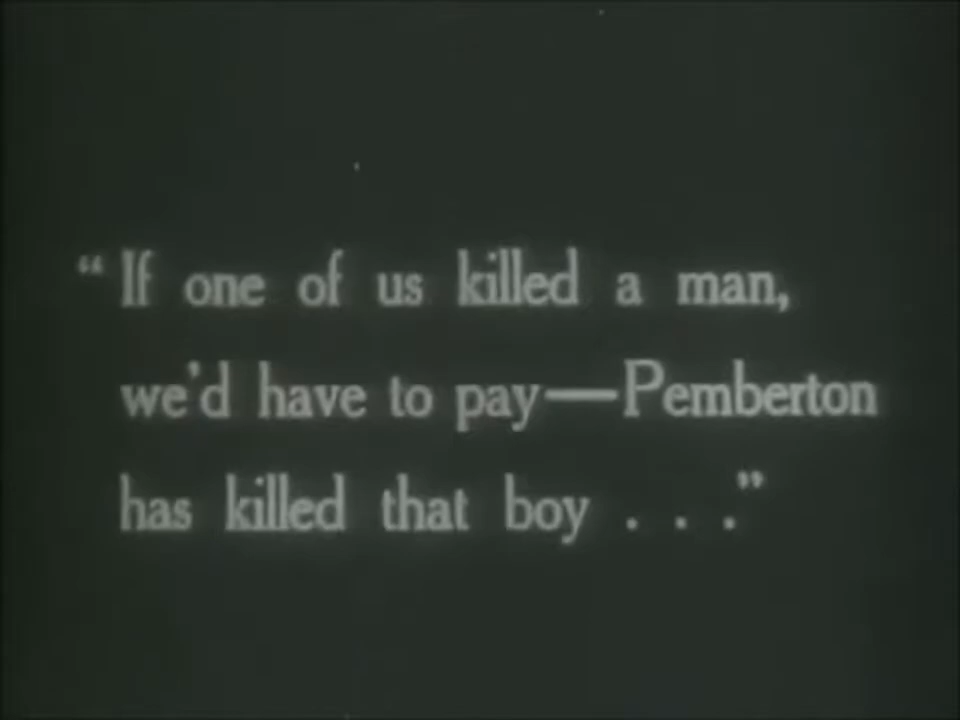 “If one of us killed a man,
we’d have to pay—Pemberton
has killed that boy . . .”